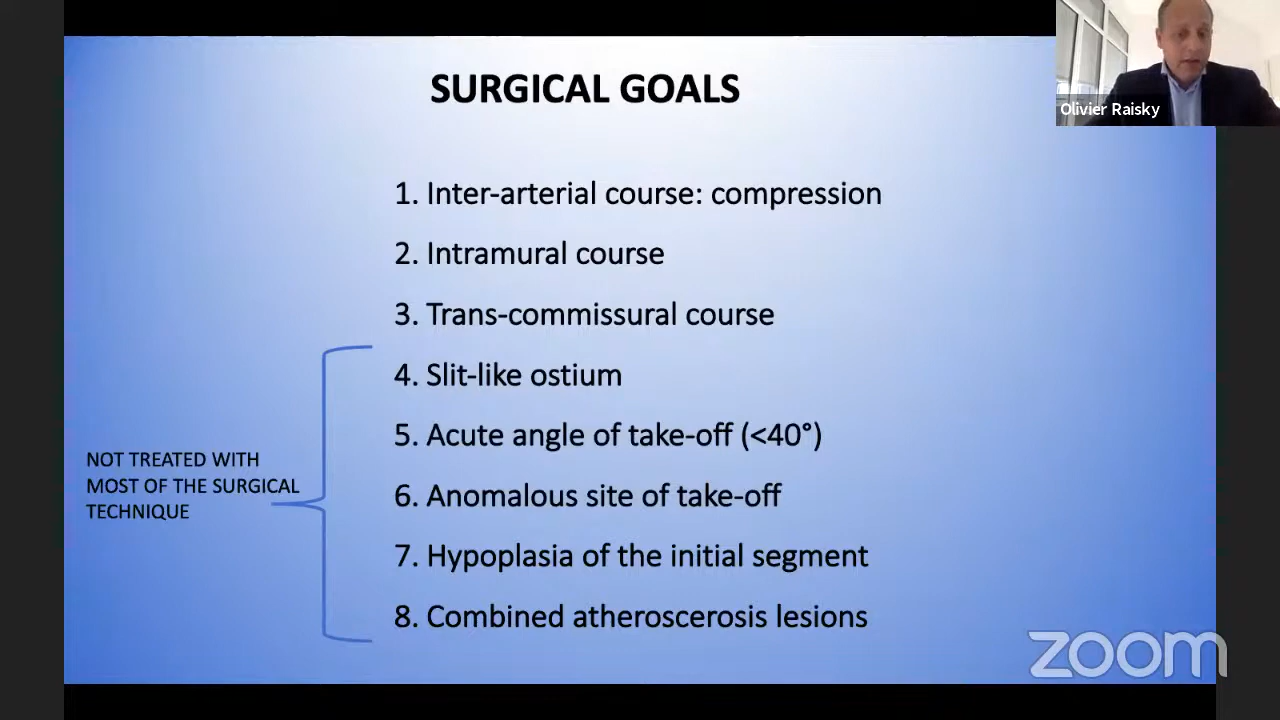 SURGICAL GOALS
Olivier Raisky
1. Inter-arterial course: compression
2. Intramural course
3. Trans-commissural course
4. Slit-like ostium
5. Acute angle of take-off (<40°)
6. Anomalous site of take-off
7. Hypoplasia of the initial segment
8. Combined atheroscerosis lesions
NOT TREATED WITH
MOST OF THE SURGICAL
TECHNIQUE
zoom